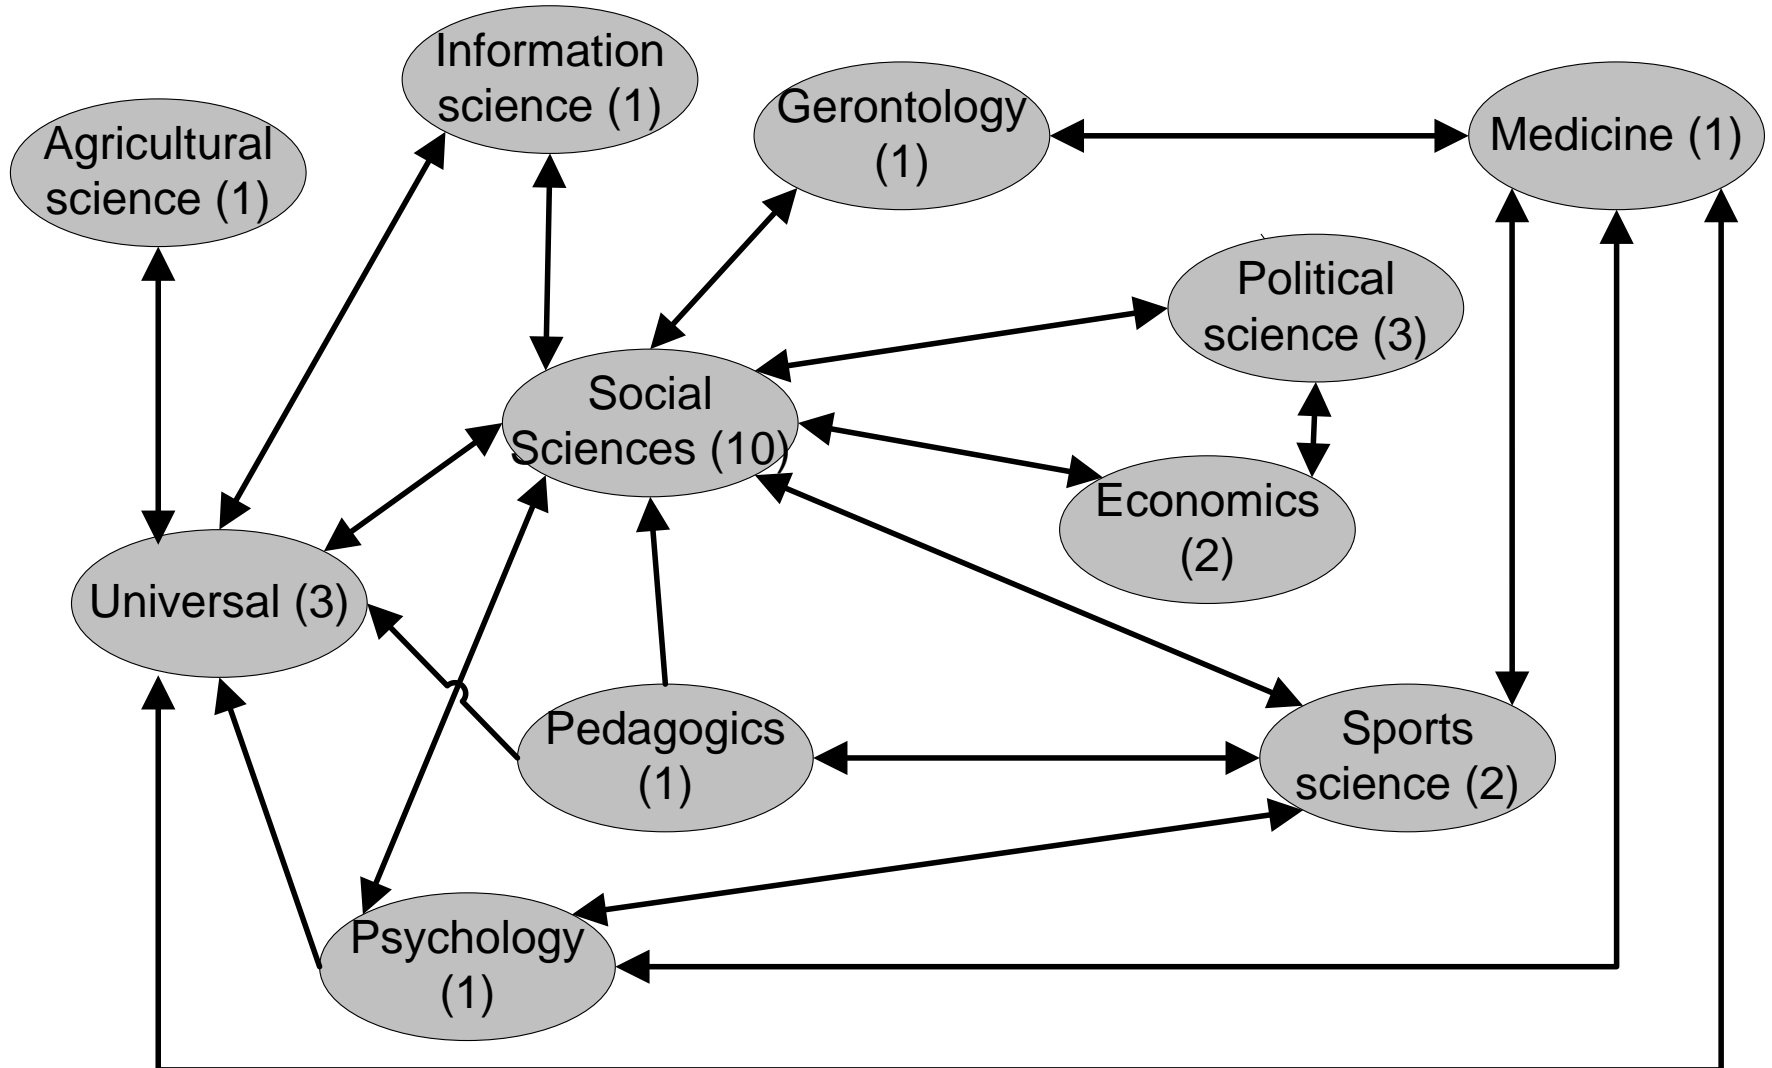 Information
science (1)
Agricultural
science (1)
Gerontology
(1)
Medicine (1)
Political
science (3)
Social
Sciences (10)
Economics
(2)
Universal (3)
Pedagogics
(1)
Sports
science (2)
Psychology
(1)